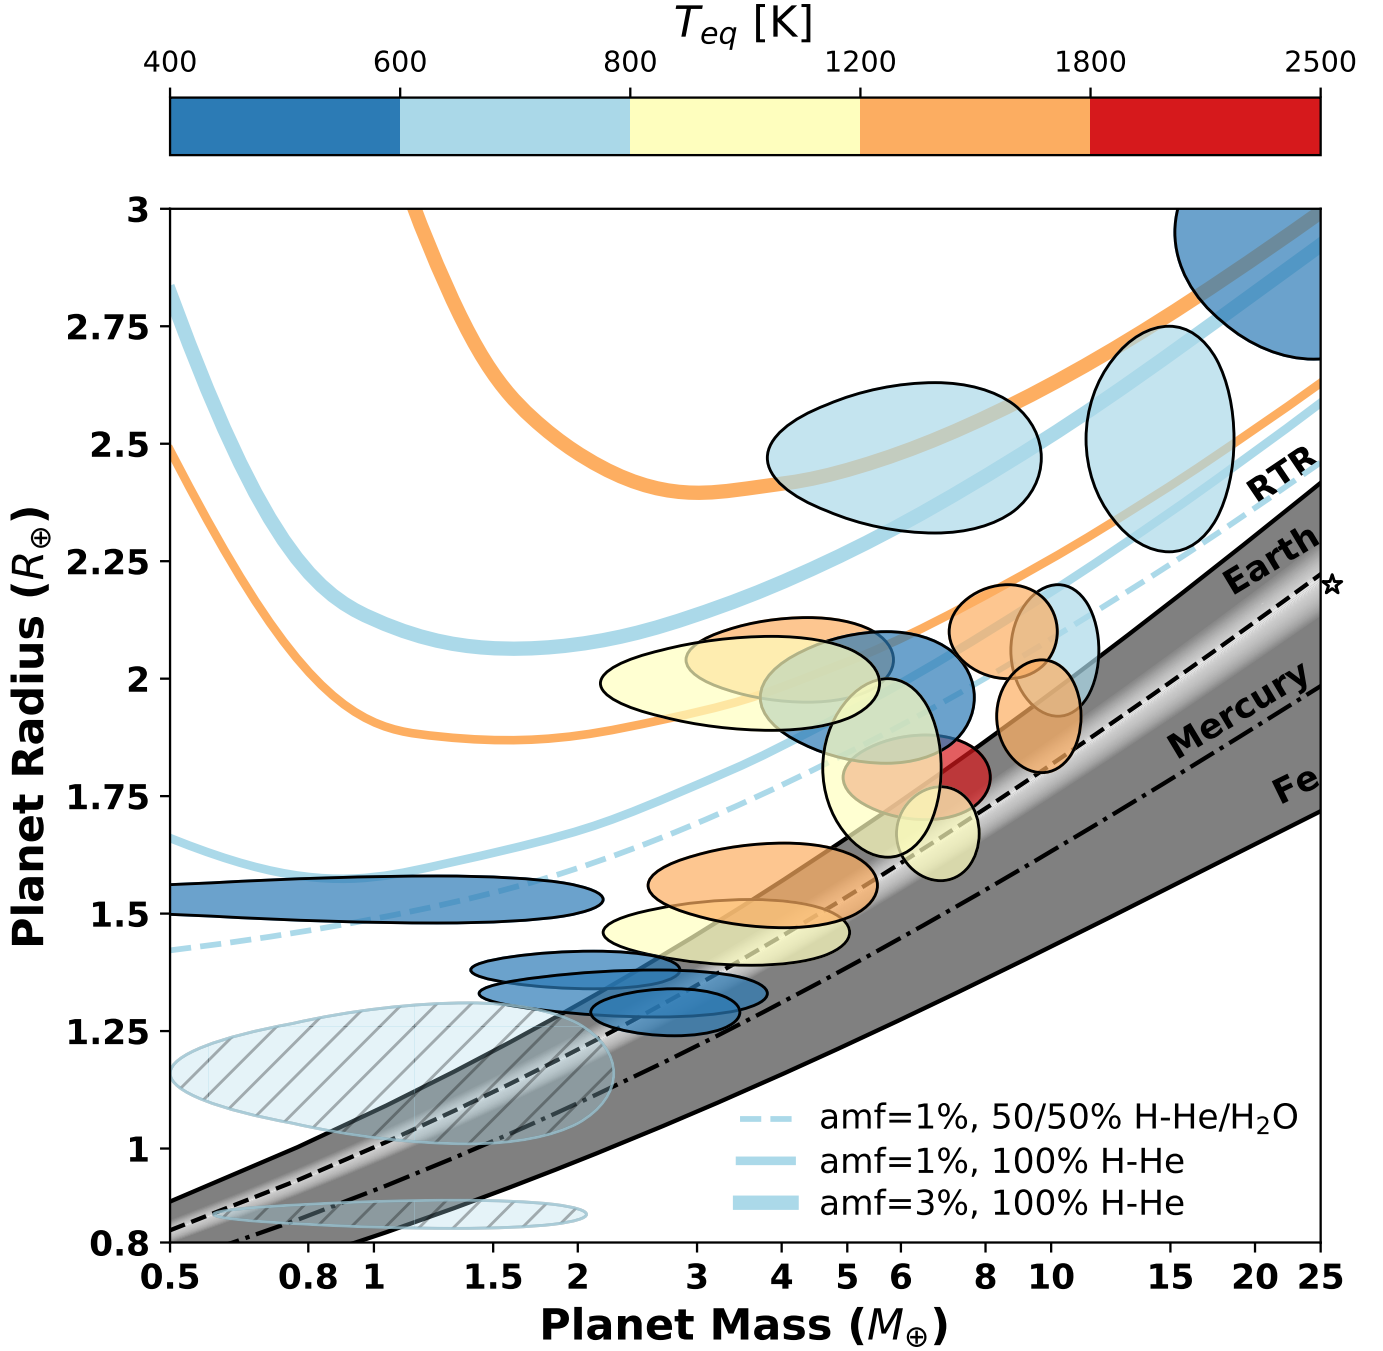 T_eq [K]
400 600 800 1200 1800 2500
3
2.75
2.5
2.25
2
1.75
1.5
1.25
1
0.8
Planet Radius (R⊕)
RTR
Earth
Mercury
Fe
amf=1%, 50/50% H-He/H₂O
amf=1%, 100% H-He
amf=3%, 100% H-He
0.5 0.8 1 1.5 2 3 4 5 6 8 10 15 20 25
Planet Mass (M⊕)